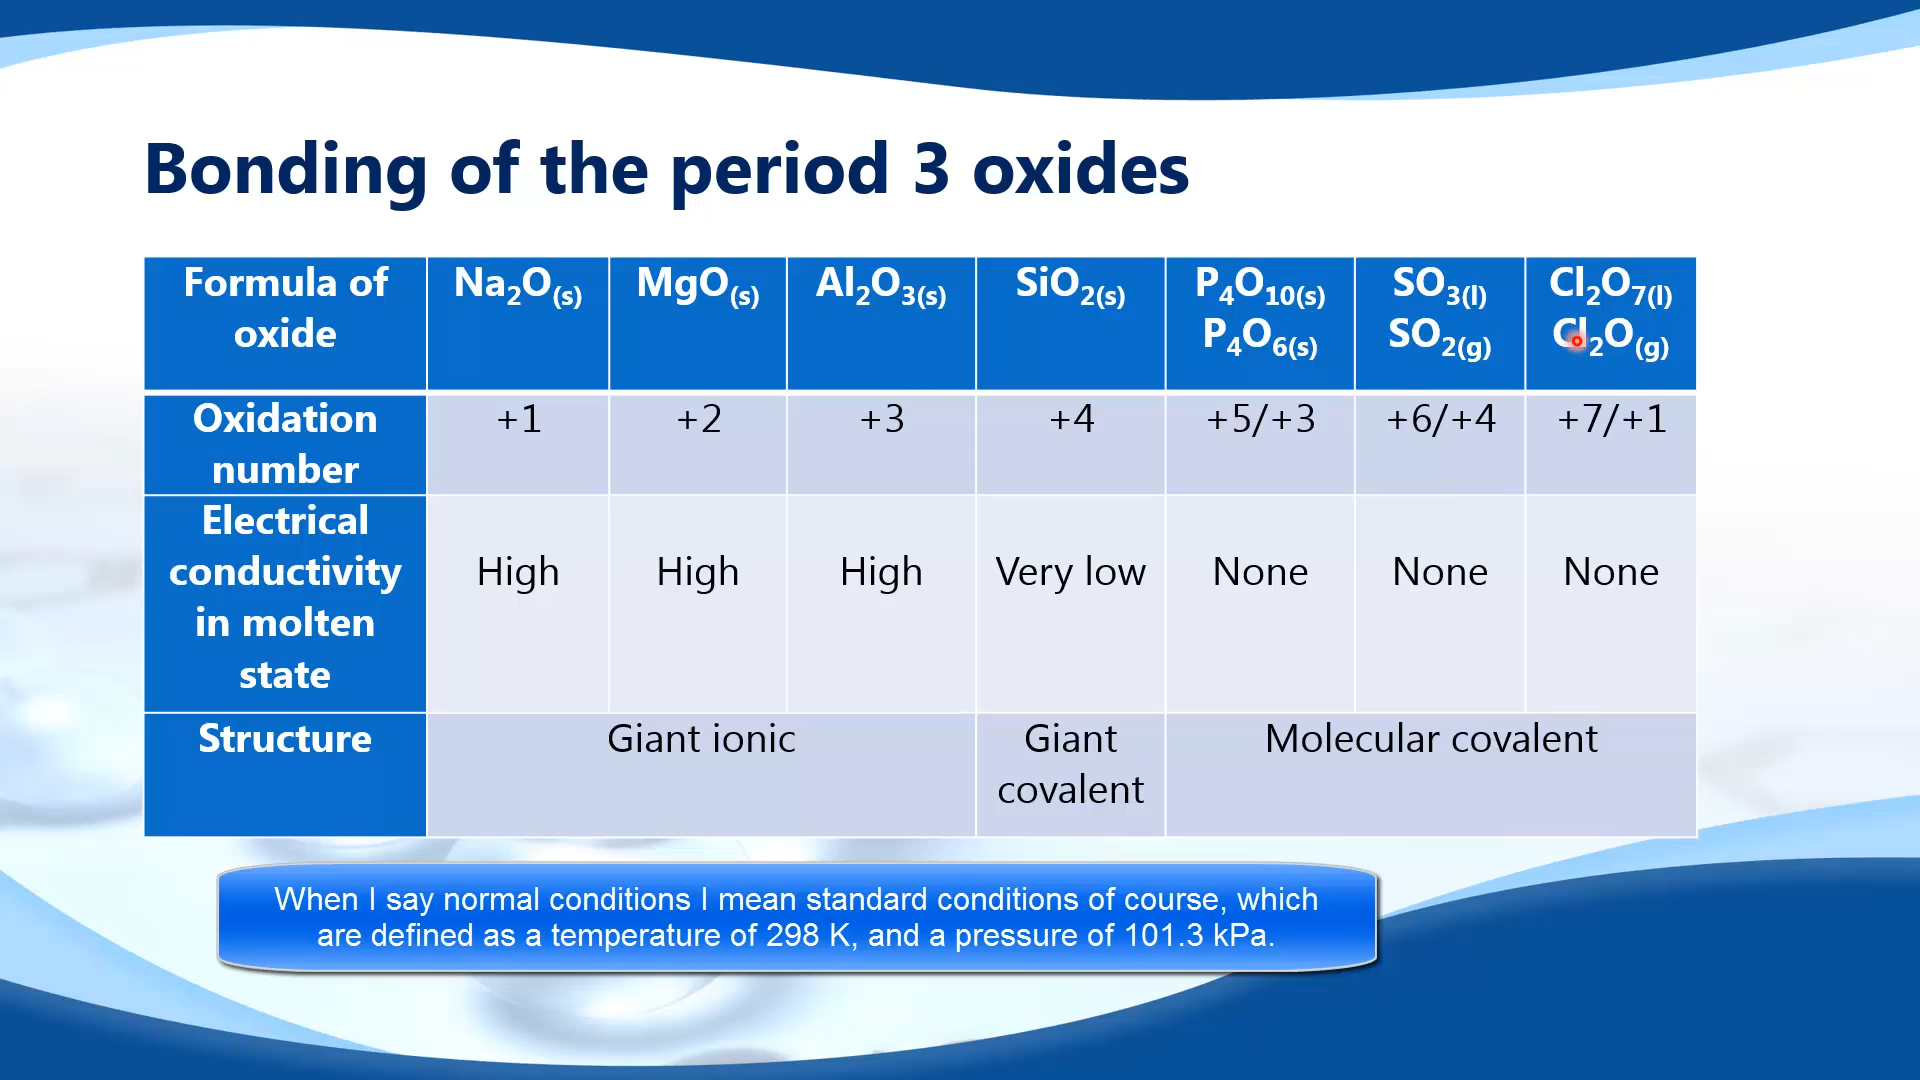 Bonding of the period 3 oxides
Formula of oxide Na₂O₍s₎ MgO₍s₎ Al₂O₃₍s₎ SiO₂₍s₎ P₄O₁₀₍s₎ P₄O₆₍s₎ SO₃₍l₎ SO₂₍g₎ Cl₂O₇₍l₎ Cl₂O₍g₎
Oxidation number +1 +2 +3 +4 +5/+3 +6/+4 +7/+1
Electrical conductivity in molten state High High High Very low None None None
Structure Giant ionic Giant covalent Molecular covalent
When I say normal conditions I mean standard conditions of course, which
are defined as a temperature of 298 K, and a pressure of 101.3 kPa.